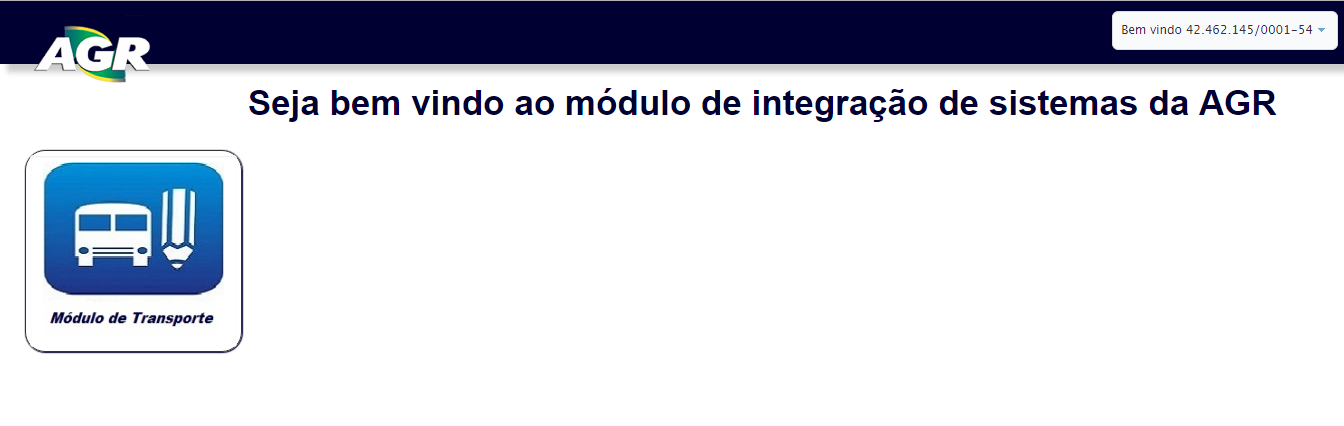 AGR
Bem vindo 42.462.145/0001-54
Seja bem vindo ao módulo de integração de sistemas da AGR
Módulo de Transporte